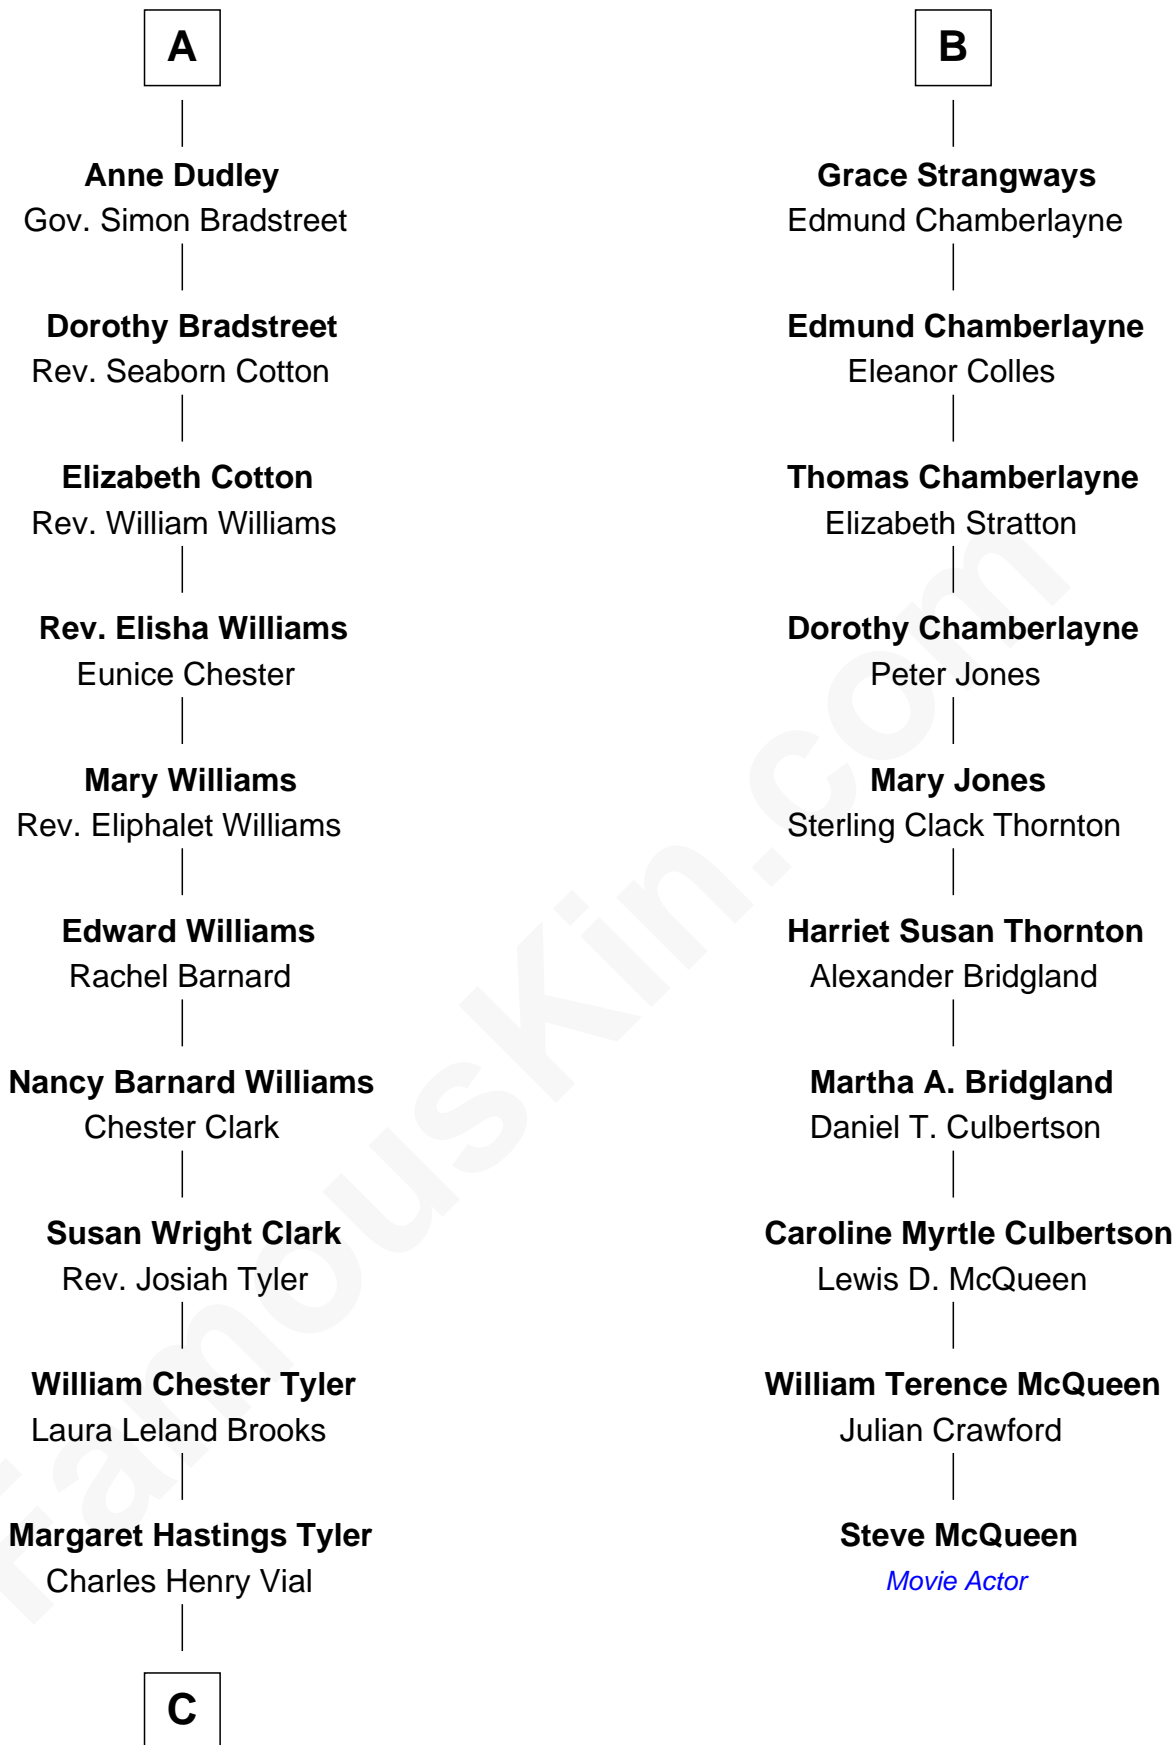 A
Anne Dudley
Gov. Simon Bradstreet
Dorothy Bradstreet
Rev. Seaborn Cotton
Elizabeth Cotton
Rev. William Williams
Rev. Elisha Williams
Eunice Chester
Mary Williams
Rev. Eliphalet Williams
Edward Williams
Rachel Barnard
Nancy Barnard Williams
Chester Clark
Susan Wright Clark
Rev. Josiah Tyler
William Chester Tyler
Laura Leland Brooks
Margaret Hastings Tyler
Charles Henry Vial
C
B
Grace Strangways
Edmund Chamberlayne
Edmund Chamberlayne
Eleanor Colles
Thomas Chamberlayne
Elizabeth Stratton
Dorothy Chamberlayne
Peter Jones
Mary Jones
Sterling Clack Thornton
Harriet Susan Thornton
Alexander Bridgland
Martha A. Bridgland
Daniel T. Culbertson
Caroline Myrtle Culbertson
Lewis D. McQueen
William Terence McQueen
Julian Crawford
Steve McQueen
Movie Actor
FamousKin.com